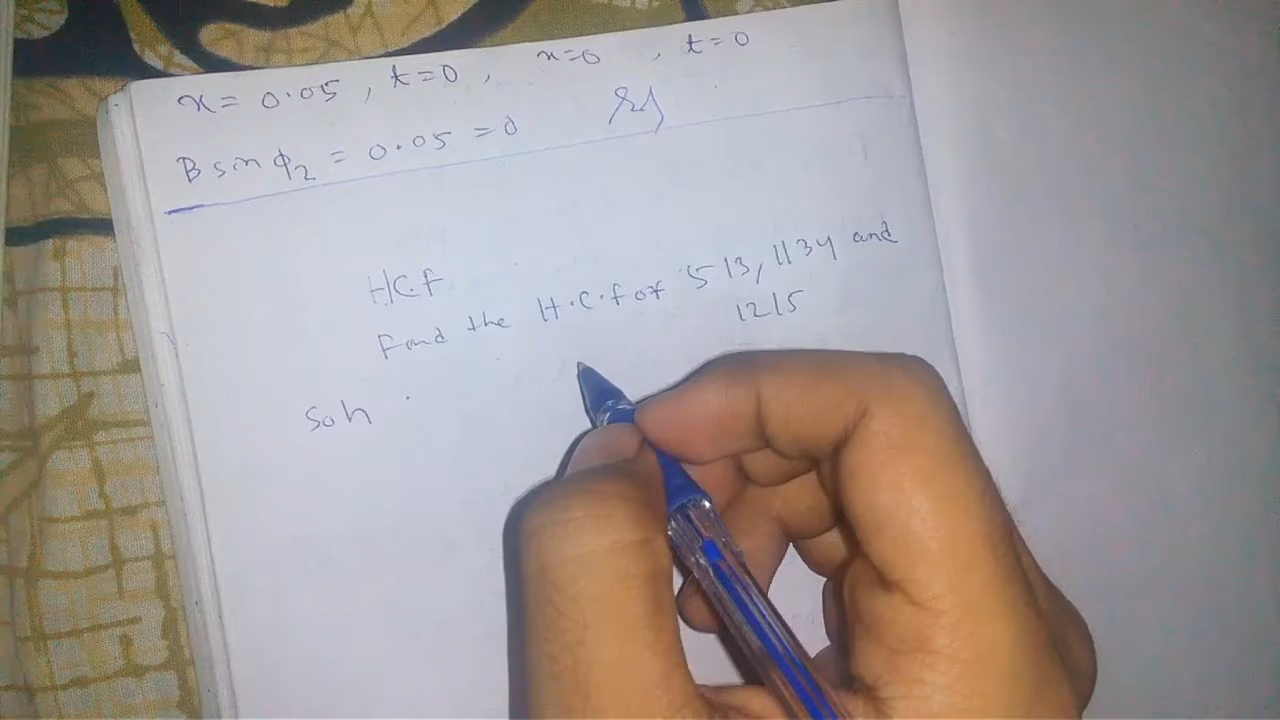 x = 0.05, t=0, x=0, t=0
B sin ϕ2 = 0.05 = 0
H.C.f
Find the H.C.f of 513, 1134 and
1215
Soln